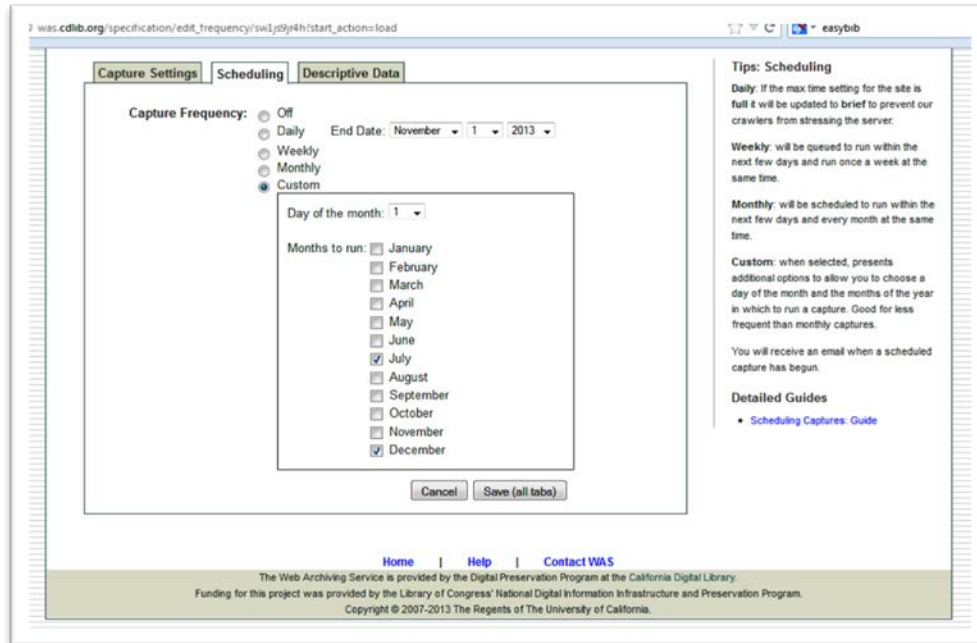 was.cdlib.org/specification/edit_frequency/sw1js9jr4h?start_action=load
easybib
Capture Settings Scheduling Descriptive Data
Capture Frequency: Off
Daily End Date: November 1 2013
Weekly
Monthly
Custom
Day of the month: 1
Months to run: January
February
March
April
May
June
July
August
September
October
November
December
Cancel Save (all tabs)
Tips: Scheduling
Daily: If the max time setting for the site is
full it will be updated to brief to prevent our
crawlers from stressing the server.
Weekly: will be queued to run within the
next few days and run once a week at the
same time.
Monthly: will be scheduled to run within the
next few days and every month at the same
time.
Custom: when selected, presents
additional options to allow you to choose a
day of the month and the months of the year
in which to run a capture. Good for less
frequent than monthly captures.
You will receive an email when a scheduled
capture has begun.
Detailed Guides
Scheduling Captures: Guide
Home | Help | Contact WAS
The Web Archiving Service is provided by the Digital Preservation Program at the California Digital Library.
Funding for this project was provided by the Library of Congress' National Digital Information Infrastructure and Preservation Program.
Copyright © 2007-2013 The Regents of The University of California.